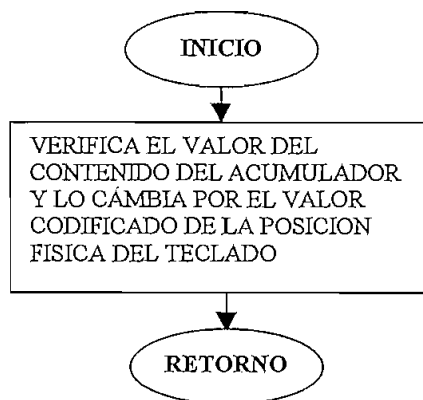 INICIO
VERIFICA EL VALOR DEL
CONTENIDO DEL ACUMULADOR
Y LO CÁMBIA POR EL VALOR
CODIFICADO DE LA POSICION
FISICA DEL TECLADO
RETORNO